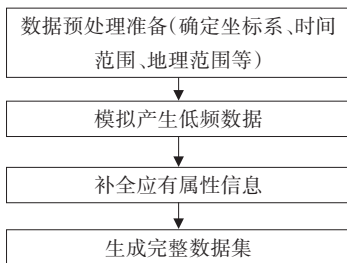 数据预处理准备(确定坐标系、时间
范围、地理范围等)
模拟产生低频数据
补全应有属性信息
生成完整数据集